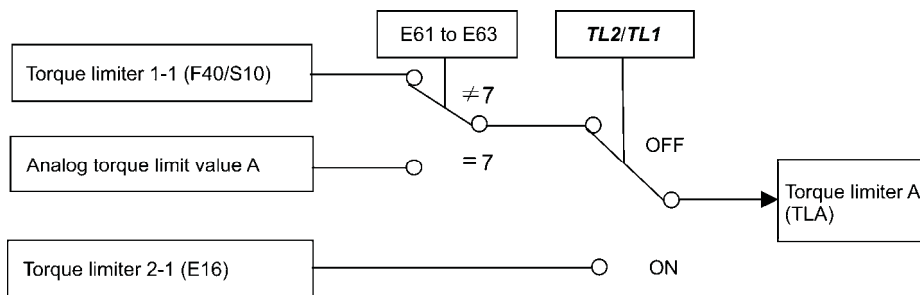 E61 to E63
TL2/TL1
Torque limiter 1-1 (F40/S10)
≠7
Analog torque limit value A
=7
OFF
Torque limiter A
(TLA)
Torque limiter 2-1 (E16)
ON